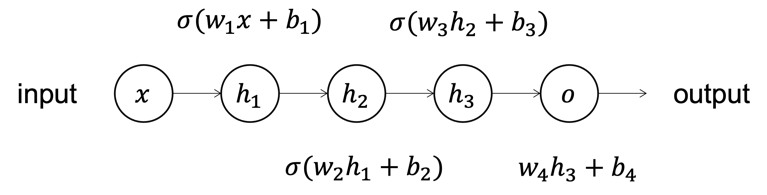 σ(w₁x + b₁) σ(w₃h₂ + b₃)
input x h₁ h₂ h₃ o output
σ(w₂h₁ + b₂) w₄h₃ + b₄